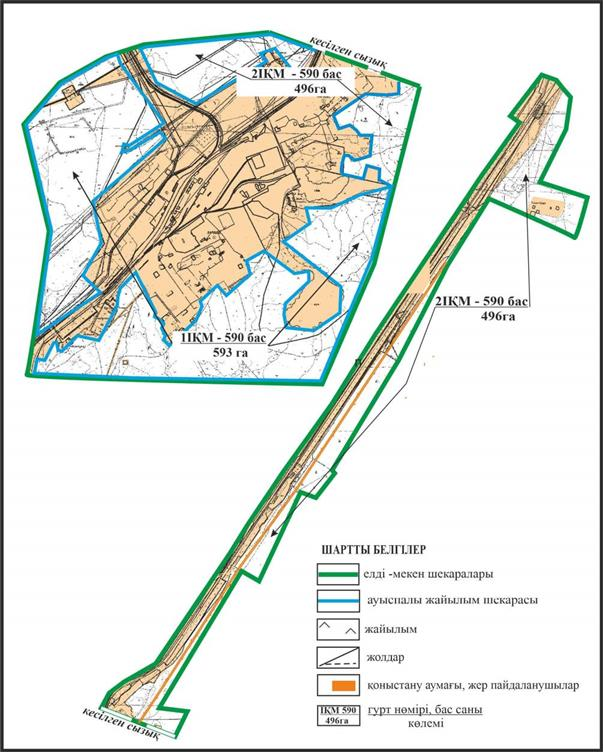 кесілген сызық
2ІҚМ - 590 бас
496га
2ІҚМ - 590 бас
496га
1ІҚМ - 590 бас
593 га
ШАРТТЫ БЕЛГІЛЕР
елді -мекен шекаралары
ауыспалы жайылым шекарасы
жайылым
жолдар
қоныстану аумағы, жер пайдаланушылар
ІҚМ 590
496га
гурт нөмірі, бас саны
көлемі
кесілген сызық